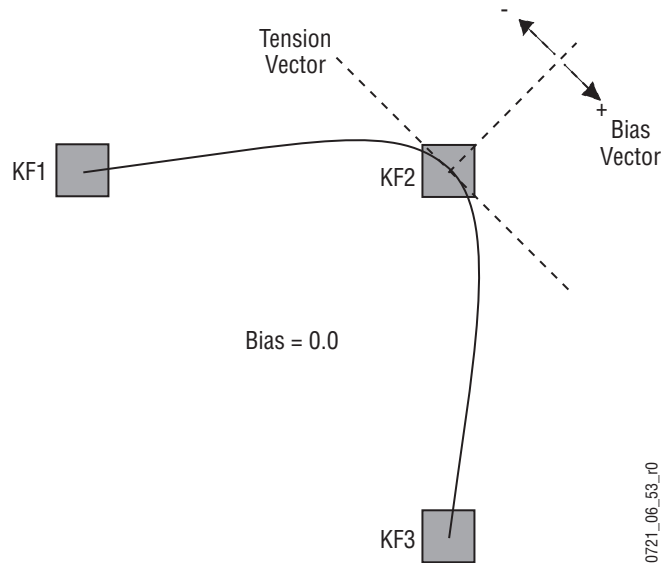 Tension
Vector
-
+
Bias
Vector
KF1
KF2
Bias = 0.0
KF3
0721_06_53_r0